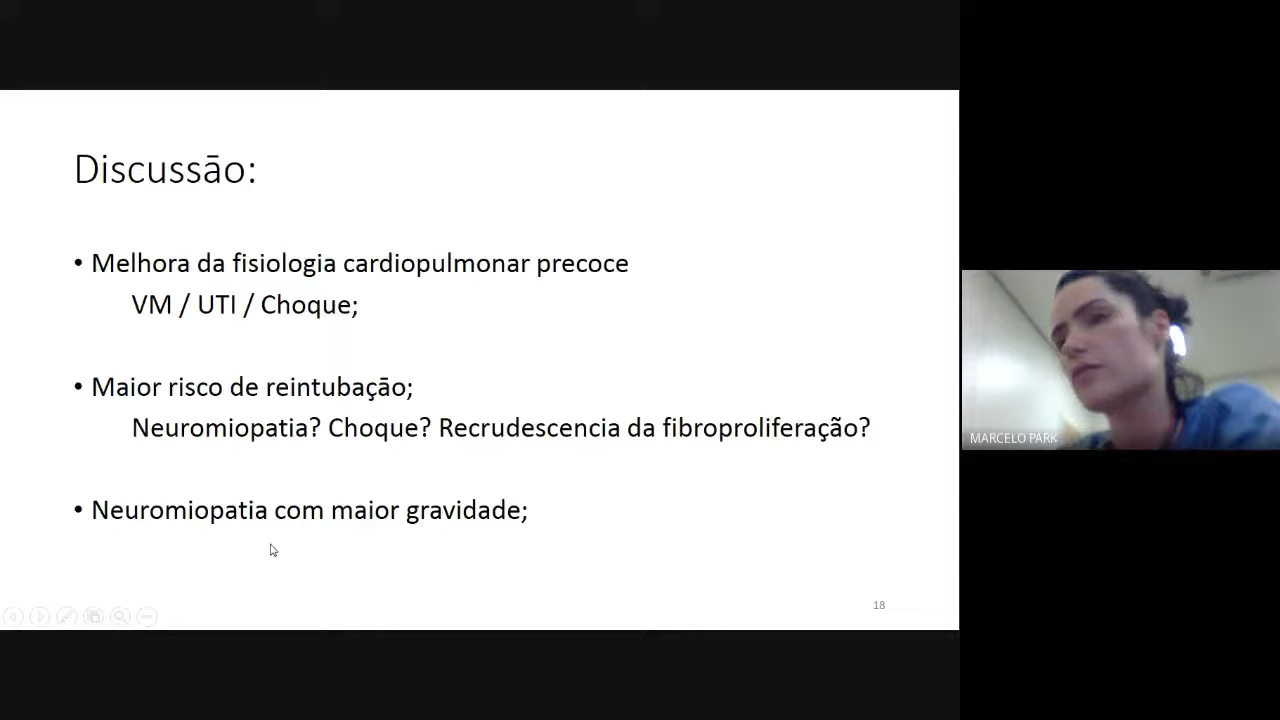 Discussão:
• Melhora da fisiologia cardiopulmonar precoce
VM / UTI / Choque;
• Maior risco de reintubação;
Neuromiopatia? Choque? Recrudescencia da fibroproliferação?
• Neuromiopatia com maior gravidade;
18
MARCELO PARK